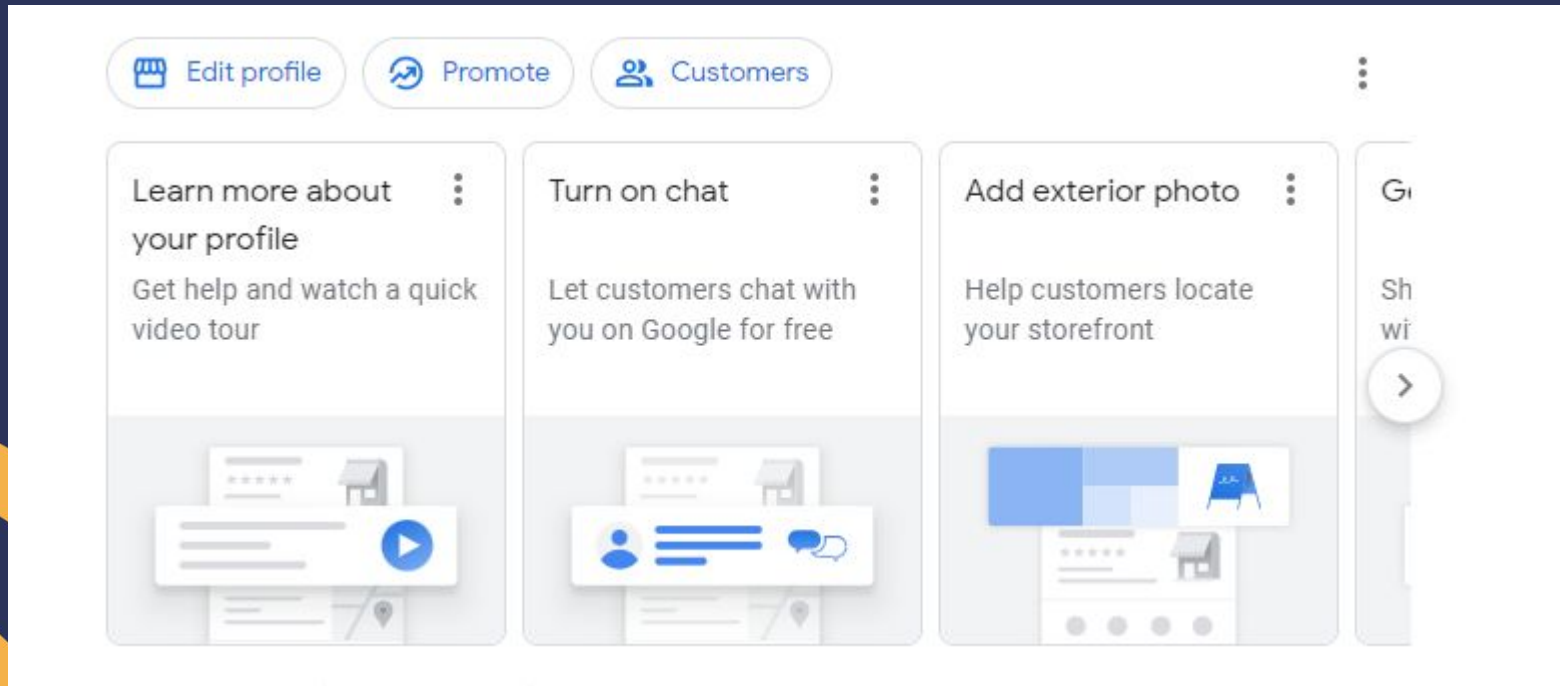 Edit profile
Promote
Customers
Learn more about
your profile
Get help and watch a quick
video tour
Turn on chat
Let customers chat with
you on Google for free
Add exterior photo
Help customers locate
your storefront